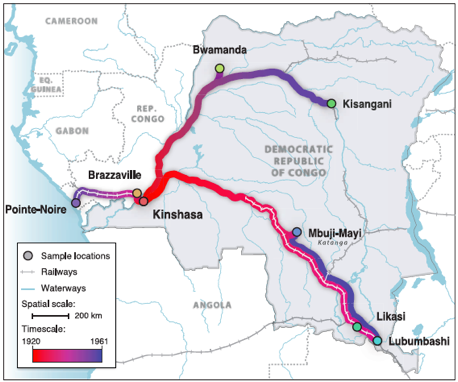 CAMEROON
Bwamanda
EQ.
GUINEA
REP.
CONGO
Kisangani
GABON
DEMOCRATIC
REPUBLIC
OF CONGO
Brazzaville
Pointe-Noire
Kinshasa
Mbuji-Mayi
Katanga
Sample locations
Railways
Waterways
Spatial scale:
200 km
Timescale:
1920 1961
ANGOLA
Likasi
Lubumbashi